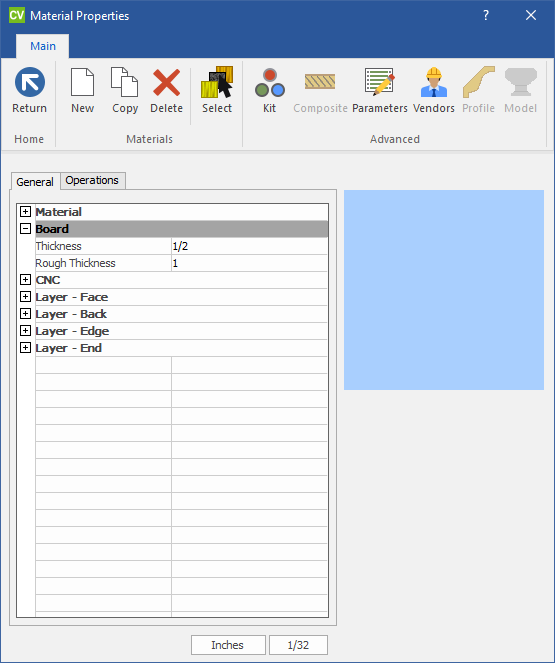 CV Material Properties ?
Main
Return New Copy Delete Select Kit Composite Parameters Vendors Profile Model
Home Materials Advanced
General Operations
Material
Board
Thickness 1/2
Rough Thickness 1
CNC
Layer - Face
Layer - Back
Layer - Edge
Layer - End
Inches 1/32